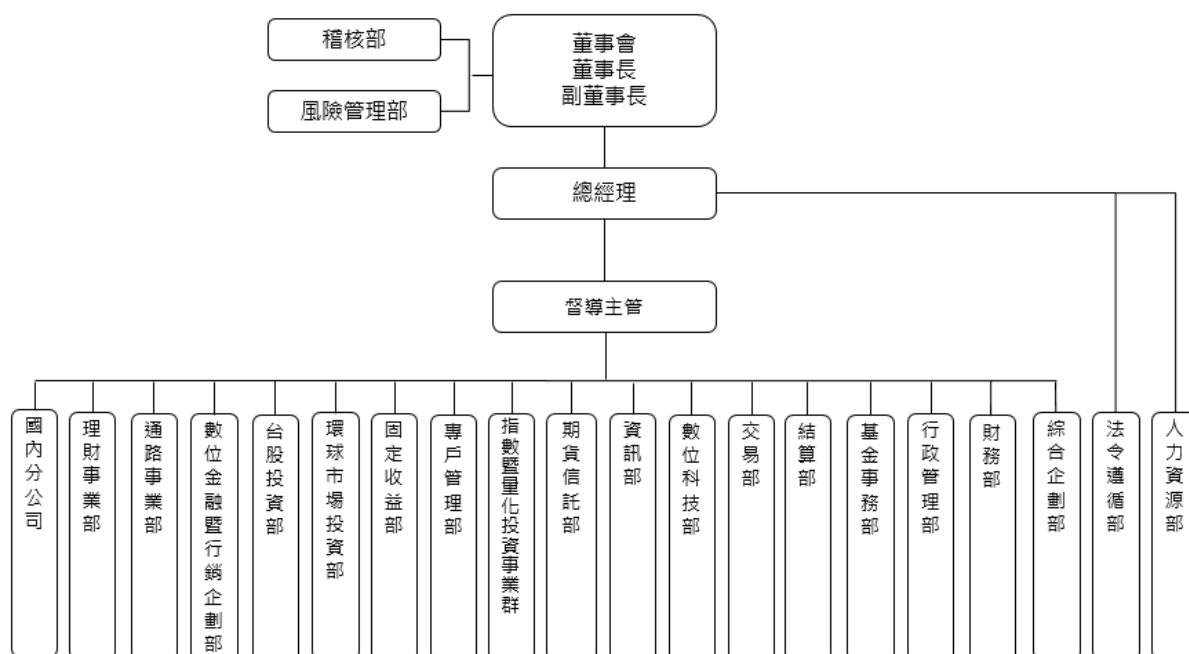 稽核部
風險管理部
董事會
董事長
副董事長
總經理
督導主管
國內分公司
理財事業部
通路事業部
數位金融暨行銷企劃部
台股投資部
環球市場投資部
固定收益部
專戶管理部
指數暨量化投資事業群
期貨信託部
資訊部
數位科技部
交易部
結算部
基金事務部
行政管理部
財務部
綜合企劃部
法令遵循部
人力資源部